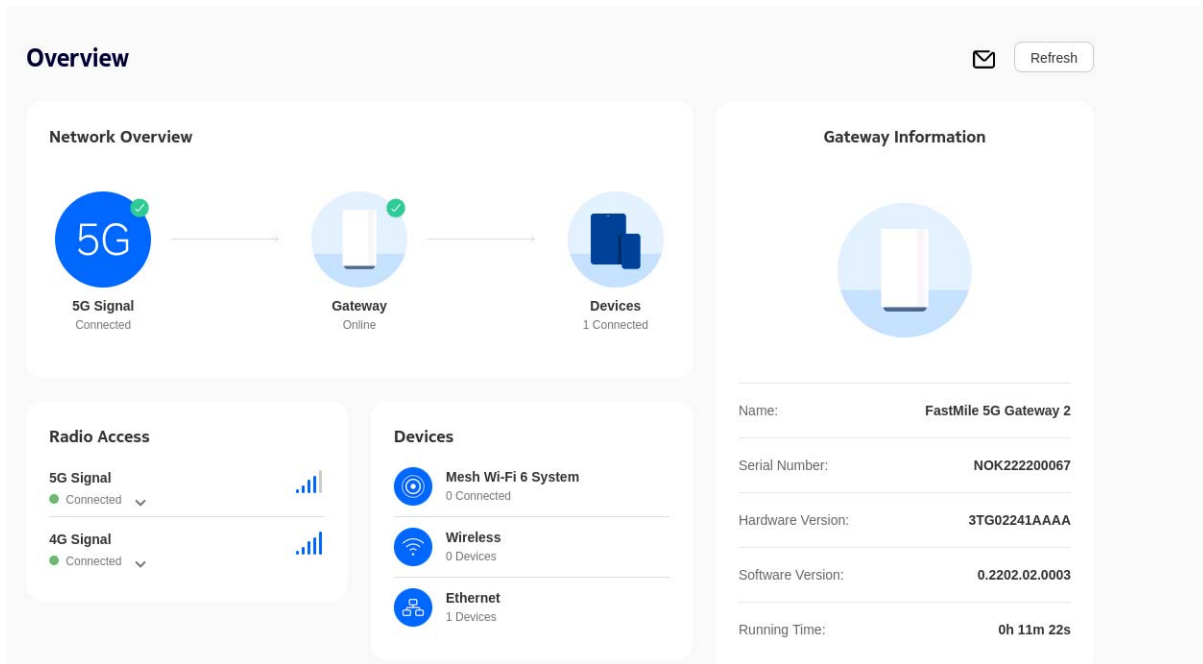 Overview
Refresh
Network Overview
5G
5G Signal
Connected
Gateway
Online
Devices
1 Connected
Radio Access
5G Signal
Connected
4G Signal
Connected
Devices
Mesh Wi-Fi 6 System
0 Connected
Wireless
0 Devices
Ethernet
1 Devices
Gateway Information
Name: FastMile 5G Gateway 2
Serial Number: NOK222200067
Hardware Version: 3TG02241AAAA
Software Version: 0.2202.02.0003
Running Time: 0h 11m 22s